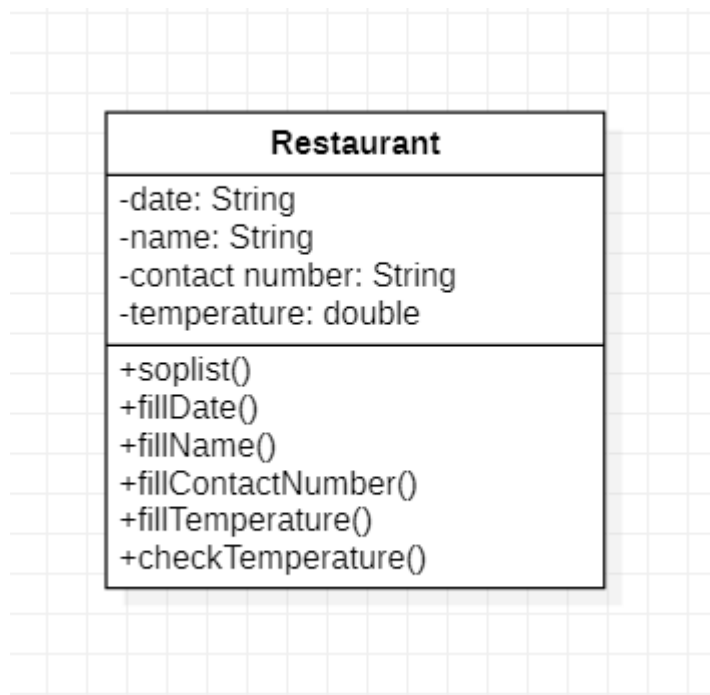 Restaurant
-date: String
-name: String
-contact number: String
-temperature: double
+soplist()
+fillDate()
+fillName()
+fillContactNumber()
+fillTemperature()
+checkTemperature()